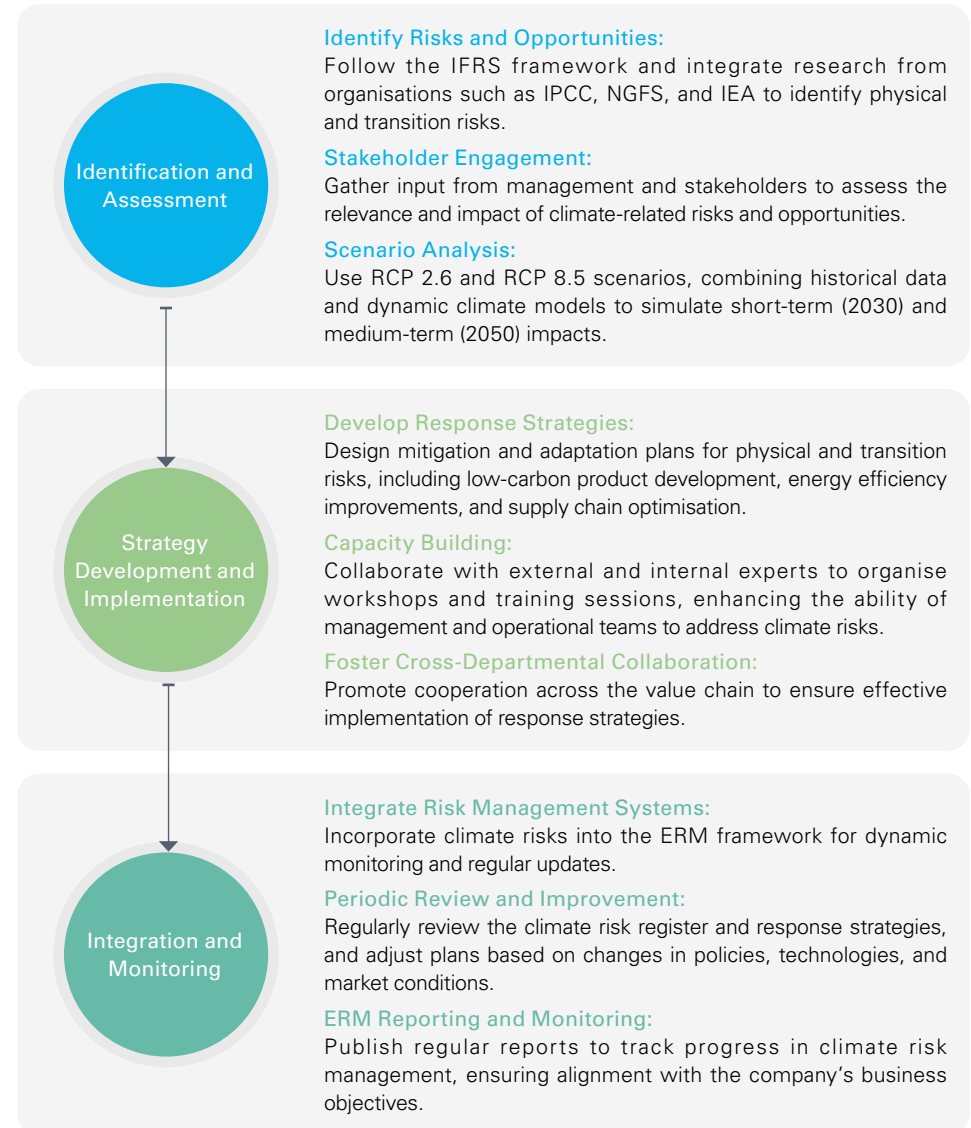 Identification and
Assessment
Identify Risks and Opportunities:
Follow the IFRS framework and integrate research from
organisations such as IPCC, NGFS, and IEA to identify physical
and transition risks.
Stakeholder Engagement:
Gather input from management and stakeholders to assess the
relevance and impact of climate-related risks and opportunities.
Scenario Analysis:
Use RCP 2.6 and RCP 8.5 scenarios, combining historical data
and dynamic climate models to simulate short-term (2030) and
medium-term (2050) impacts.
Strategy
Development and
Implementation
Develop Response Strategies:
Design mitigation and adaptation plans for physical and transition
risks, including low-carbon product development, energy efficiency
improvements, and supply chain optimisation.
Capacity Building:
Collaborate with external and internal experts to organise
workshops and training sessions, enhancing the ability of
management and operational teams to address climate risks.
Foster Cross-Departmental Collaboration:
Promote cooperation across the value chain to ensure effective
implementation of response strategies.
Integration and
Monitoring
Integrate Risk Management Systems:
Incorporate climate risks into the ERM framework for dynamic
monitoring and regular updates.
Periodic Review and Improvement:
Regularly review the climate risk register and response strategies,
and adjust plans based on changes in policies, technologies, and
market conditions.
ERM Reporting and Monitoring:
Publish regular reports to track progress in climate risk
management, ensuring alignment with the company's business
objectives.